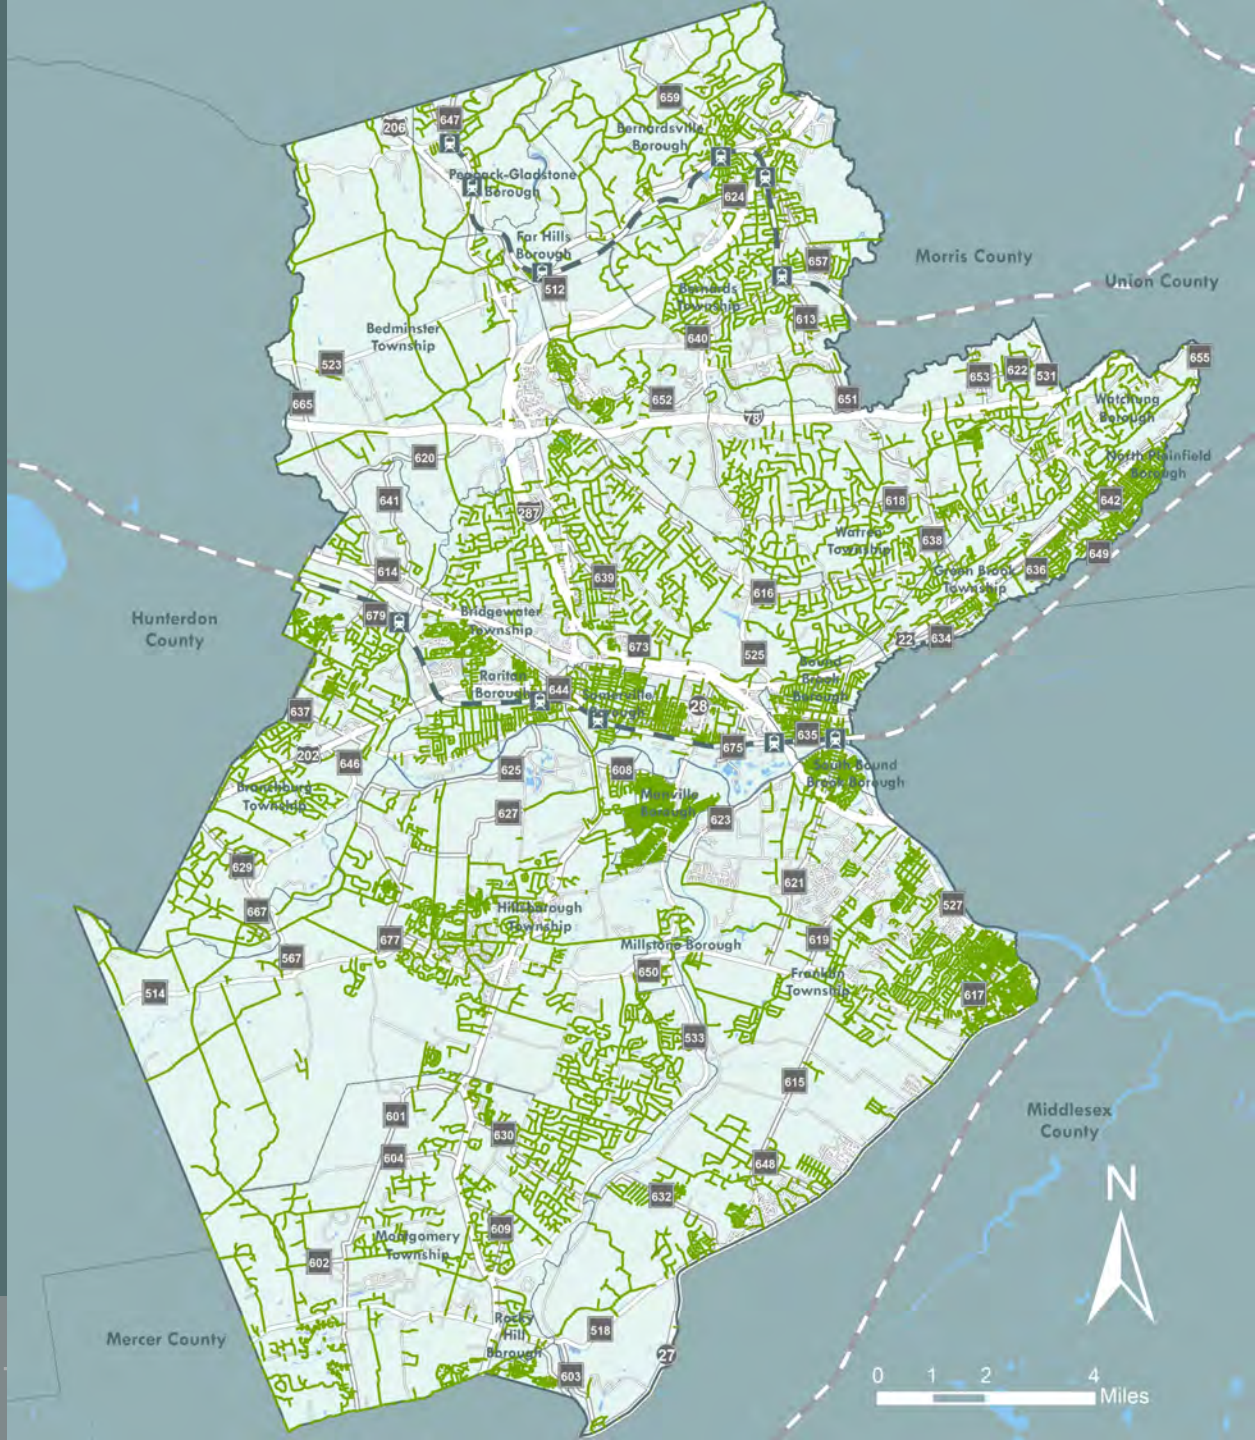 659
647
206
Bernardsville
Borough
Peapack-Gladstone
Borough
624
Far Hills
Borough
657
Morris County
Union County
512
Bernards
Township
613
Bedminster
Township
640
523
655
653
622
531
665
652
651
78
Watchung
Borough
620
North Plainfield
Borough
641
618
642
287
Warren
Township
638
649
614
639
636
Green Brook
Township
616
Hunterdon
County
679
Bridgewater
Township
22
634
673
525
Bound
Brook
Borough
Raritan
Borough
644
Somerville
Borough
637
28
635
202
675
646
625
608
South Bound
Brook Borough
Branchburg
Township
Manville
Borough
627
623
629
621
667
527
Hillsborough
Township
677
619
Millstone Borough
567
650
Franklin
Township
514
617
533
615
601
Middlesex
County
630
604
648
N
632
609
Montgomery
Township
602
Mercer County
Rocky
Hill
Borough
518
27
603
0 1 2 4
Miles